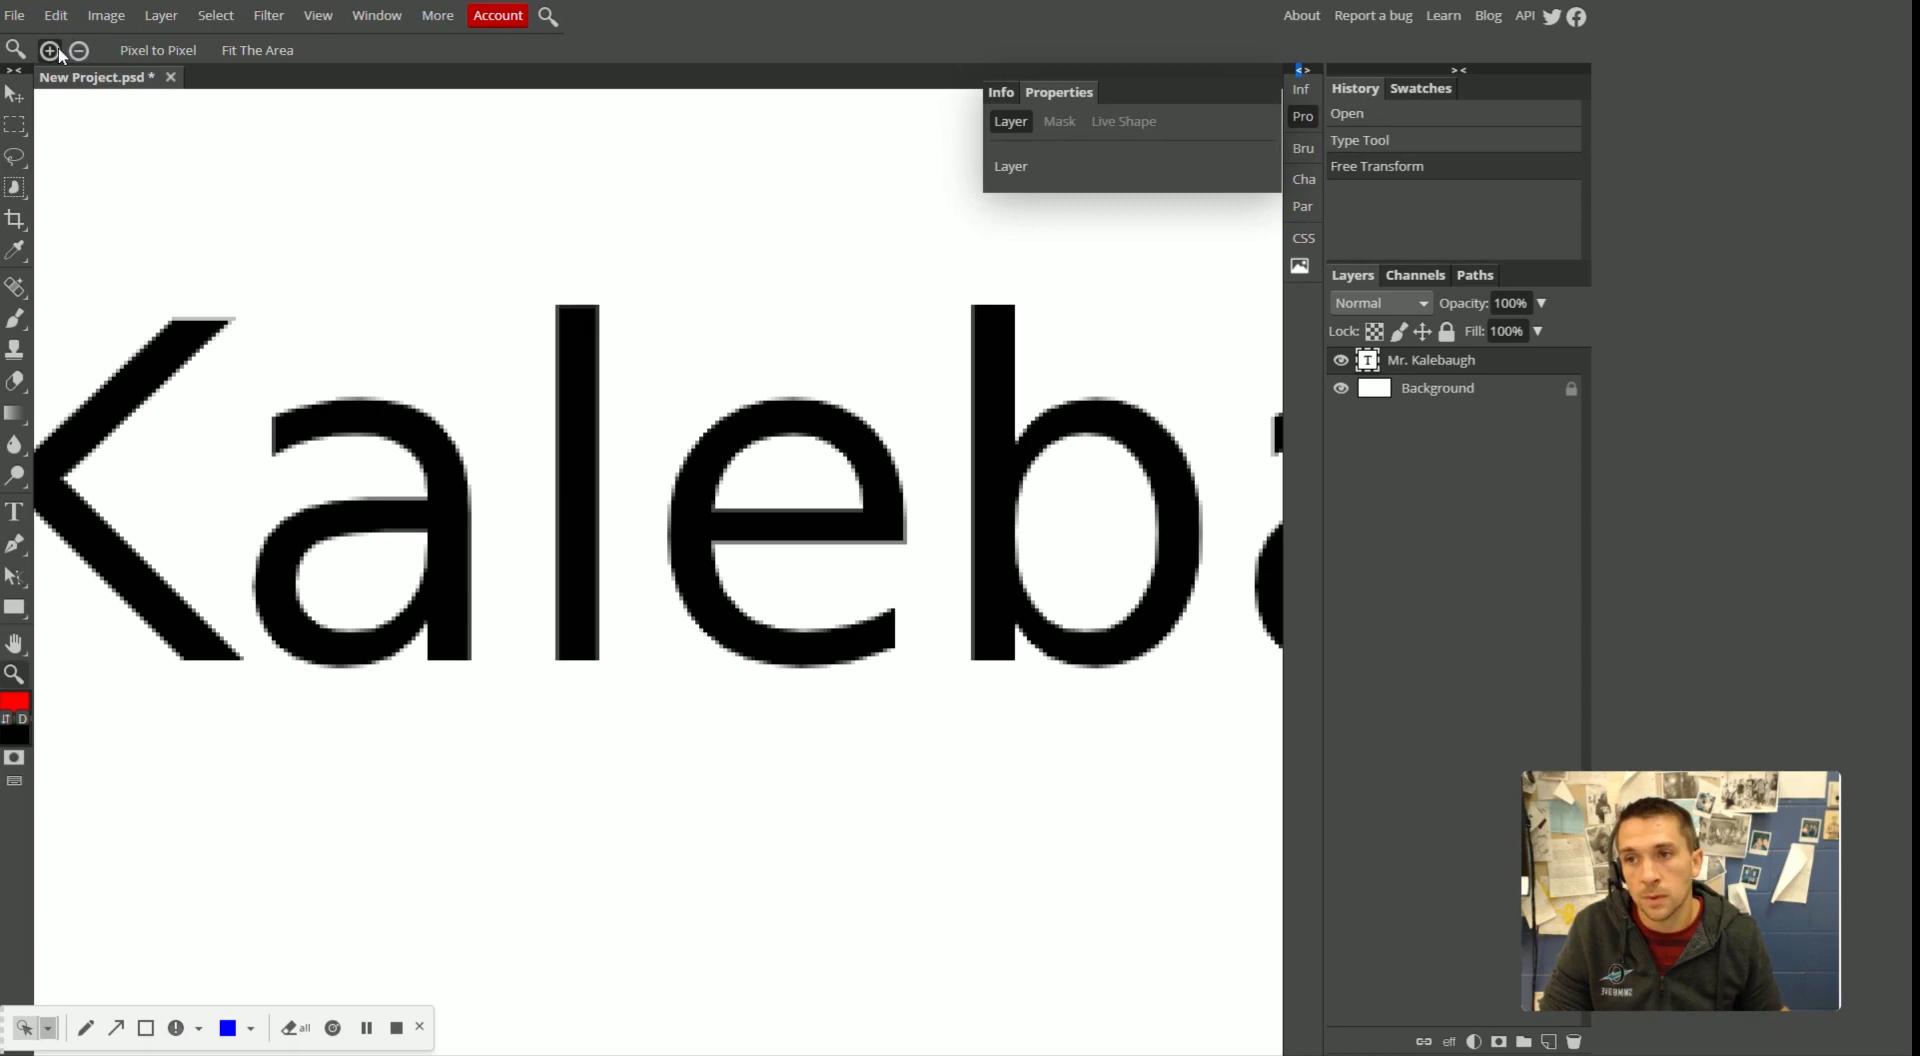 File Edit Image Layer Select Filter View Window More Account About Report a bug Learn Blog API
Pixel to Pixel Fit The Area
New Project.psd *
Info Properties
Layer Mask Live Shape
Layer
Inf
Pro
Bru
Cha
Par
CSS
History Swatches
Open
Type Tool
Free Transform
Layers Channels Paths
Normal Opacity: 100%
Lock: Fill: 100%
T Mr. Kalebaugh
Background
Kaleba
T
D
all
eff